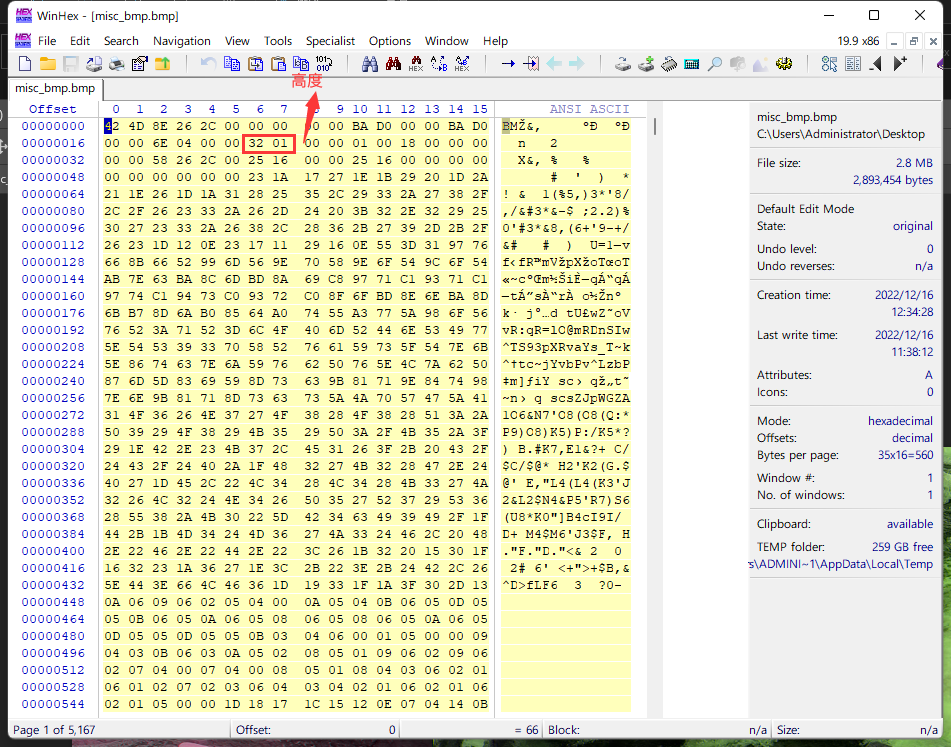 WinHex - [misc_bmp.bmp]
File Edit Search Navigation View Tools Specialist Options Window Help
19.9 x86
misc_bmp.bmp
高度
Offset 0 1 2 3 4 5 6 7 8 9 10 11 12 13 14 15 ANSI ASCII
00000000 42 4D 8E 26 2C 00 00 00 00 00 BA D0 00 00 BA D0 BMŽ&, ºÐ ºÐ
00000016 00 00 6E 04 00 00 32 01 00 00 01 00 18 00 00 00 n 2
00000032 00 00 58 26 2C 00 25 16 00 00 25 16 00 00 00 00 X&, % %
00000048 00 00 00 00 00 00 23 1A 17 27 1E 1B 29 20 1D 2A # ' ) *
00000064 21 1E 26 1D 1A 31 28 25 35 2C 29 33 2A 27 38 2F ! & 1(%5,)3*'8/
00000080 2C 2F 26 23 33 2A 26 2D 24 20 3B 32 2E 32 29 25 ,/&#3*&-$ ;2.2)%
00000096 30 27 23 33 2A 26 38 2C 28 36 2B 27 39 2D 2B 2F 0'#3*&8,(6+'9-+/
00000112 26 23 1D 12 0E 23 17 11 29 16 0E 55 3D 31 97 76 &# # ) U=1—v
00000128 66 8B 66 52 99 6D 56 9E 70 58 9E 6F 54 9C 6F 54 f‹fR™mVžpXžoTœoT
00000144 AB 7E 63 BA 8C 6D BD 8A 69 C8 97 71 C1 93 71 C1 «~cºŒm½ŠiÈ—qÁ“qÁ
00000160 97 74 C1 94 73 C0 93 72 C0 8F 6F BD 8E 6E BA 8D —tÁ”sÀ“rÀ o½Žnº
00000176 6B B7 8D 6A B0 85 64 A0 74 55 A3 77 5A 98 6F 56 k· j°…d tU£wZ˜oV
00000192 76 52 3A 71 52 3D 6C 4F 40 6D 52 44 6E 53 49 77 vR:qR=lO@mRDnSIw
00000208 5E 54 53 39 33 70 58 52 76 61 59 73 5F 54 7E 6B ^TS93pXRvaYs_T~k
00000224 5E 86 74 63 7E 6A 59 76 62 50 76 5E 4C 7A 62 50 ^†tc~jYvbPv^LzbP
00000240 87 6D 5D 83 69 59 8D 73 63 9B 81 71 9E 84 74 98 ‡m]ƒiY sc› qž„t˜
00000256 7E 6E 9B 81 71 8D 73 63 73 5A 4A 70 57 47 5A 41 ~n› q scsZJpWGZA
00000272 31 4F 36 26 4E 37 27 4F 38 28 4F 38 28 51 3A 2A 1O6&N7'O8(O8(Q:*
00000288 50 39 29 4F 38 29 4B 35 29 50 3A 2F 4B 35 2A 3F P9)O8)K5)P:/K5*?
00000304 29 1E 42 2E 23 4B 37 2C 45 31 26 3F 2B 20 43 2F ) B.#K7,E1&?+ C/
00000320 24 43 2F 24 40 2A 1F 48 32 27 4B 32 28 47 2E 24 $C/$@* H2'K2(G.$
00000336 40 27 1D 45 2C 22 4C 34 28 4C 34 28 4B 33 27 4A @' E,"L4(L4(K3'J
00000352 32 26 4C 32 24 4E 34 26 50 35 27 52 37 29 53 36 2&L2$N4&P5'R7)S6
00000368 28 55 38 2A 4B 30 22 5D 42 34 63 49 39 49 2F 1F (U8*K0"]B4cI9I/
00000384 44 2B 1B 4D 34 24 4D 36 27 4A 33 24 46 2C 20 48 D+ M4$M6'J3$F, H
00000400 2E 22 46 2E 22 44 2E 22 3C 26 1B 32 20 15 30 1F ."F."D."<& 2 0
00000416 16 32 23 1A 36 27 1E 3C 2B 22 3E 2B 24 42 2C 26 2# 6' <+">+$B,&
00000432 5E 44 3E 66 4C 46 36 1D 19 33 1F 1A 3F 30 2D 13 ^D>fLF6 3 ?0-
00000448 0A 06 09 06 02 05 04 00 0A 05 04 0B 06 05 0D 05
00000464 05 0B 06 05 0A 06 05 08 06 05 08 06 05 0A 06 05
00000480 0D 05 05 0D 05 05 0B 03 04 06 00 01 05 00 00 09
00000496 04 03 0B 06 03 0A 05 02 08 05 01 09 06 02 09 06
00000512 02 07 04 00 07 04 00 08 05 01 08 04 03 06 02 01
00000528 06 01 02 07 02 03 06 04 03 04 02 01 06 02 01 06
00000544 02 01 05 00 00 1D 18 17 1C 15 12 0E 07 04 14 0B
misc_bmp.bmp
C:\Users\Administrator\Desktop
File size: 2.8 MB
2,893,454 bytes
Default Edit Mode
State: original
Undo level: 0
Undo reverses: n/a
Creation time: 2022/12/16
12:34:28
Last write time: 2022/12/16
11:38:12
Attributes: A
Icons: 0
Mode: hexadecimal
Offsets: decimal
Bytes per page: 35x16=560
Window #: 1
No. of windows: 1
Clipboard: available
TEMP folder: 259 GB free
s\ADMINI~1\AppData\Local\Temp
Page 1 of 5,167 Offset: 0 = 66 Block: n/a Size: n/a